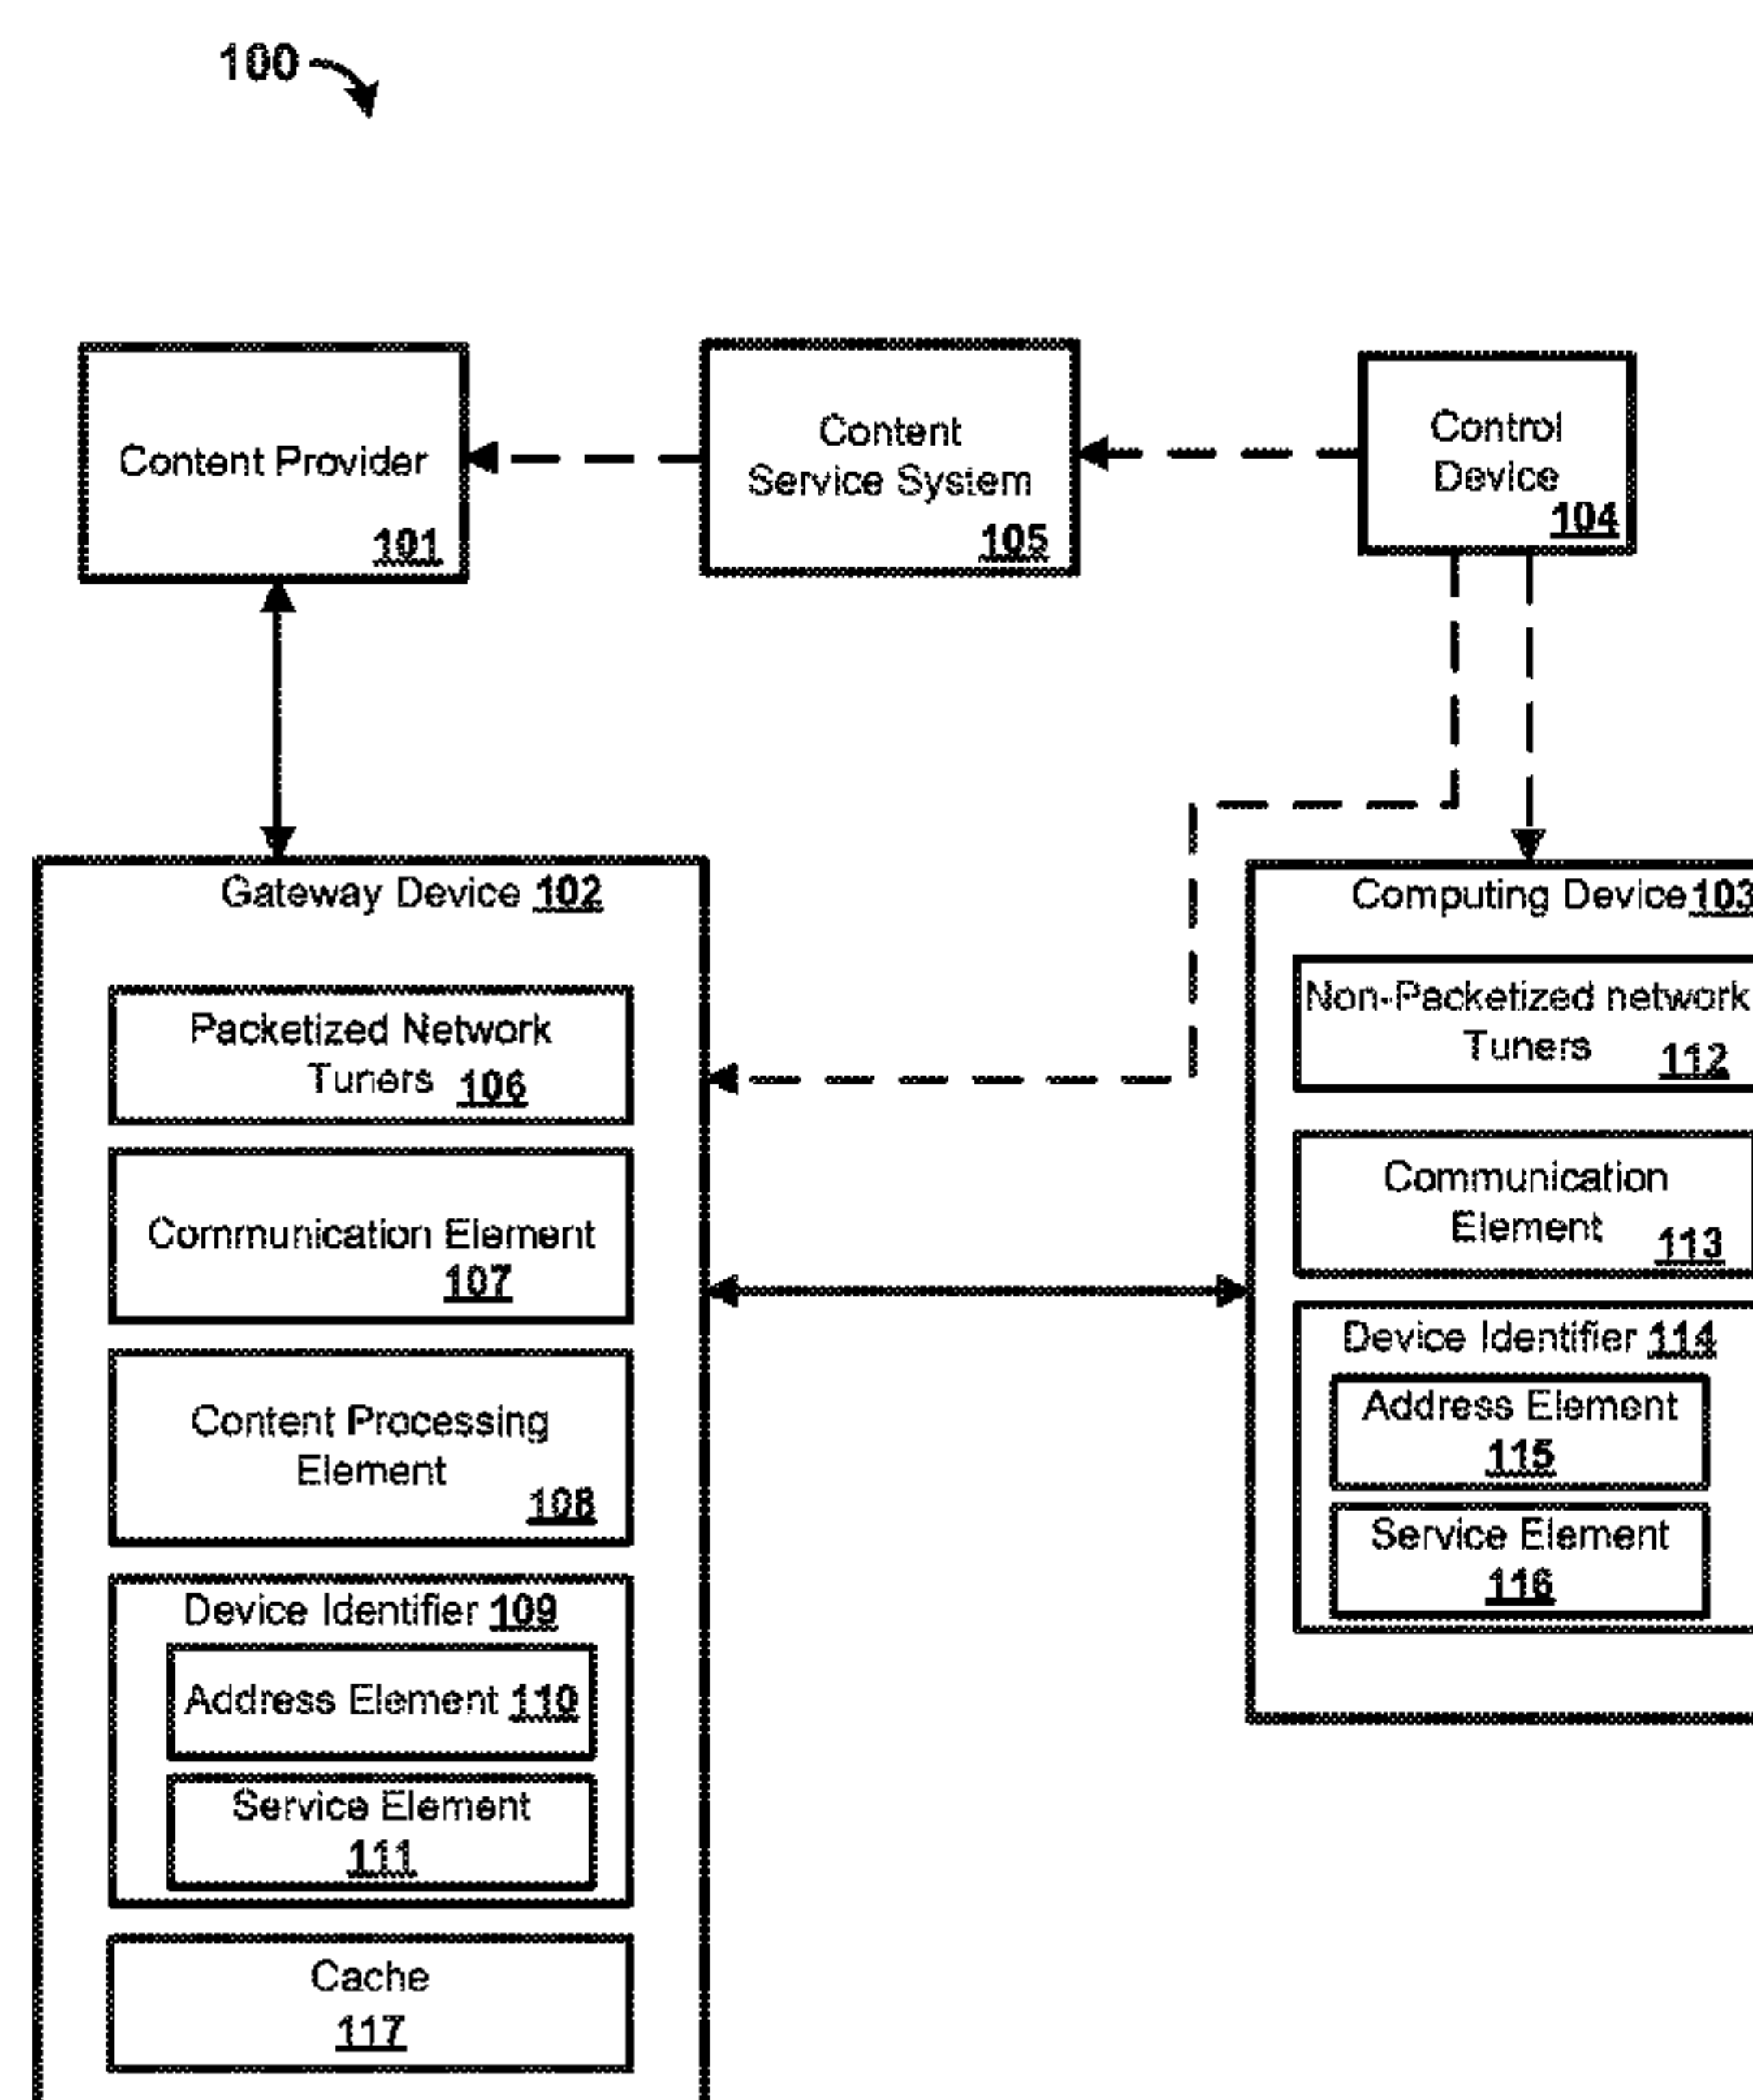 100
Content Provider
101
Content
Service System
105
Control
Device
104
Gateway Device 102
Packetized Network
Tuners 106
Communication Element
107
Content Processing
Element
108
Device Identifier 109
Address Element 110
Service Element
111
Cache
117
Computing Device 103
Non-Packetized network
Tuners 112
Communication
Element 113
Device Identifier 114
Address Element
115
Service Element
116